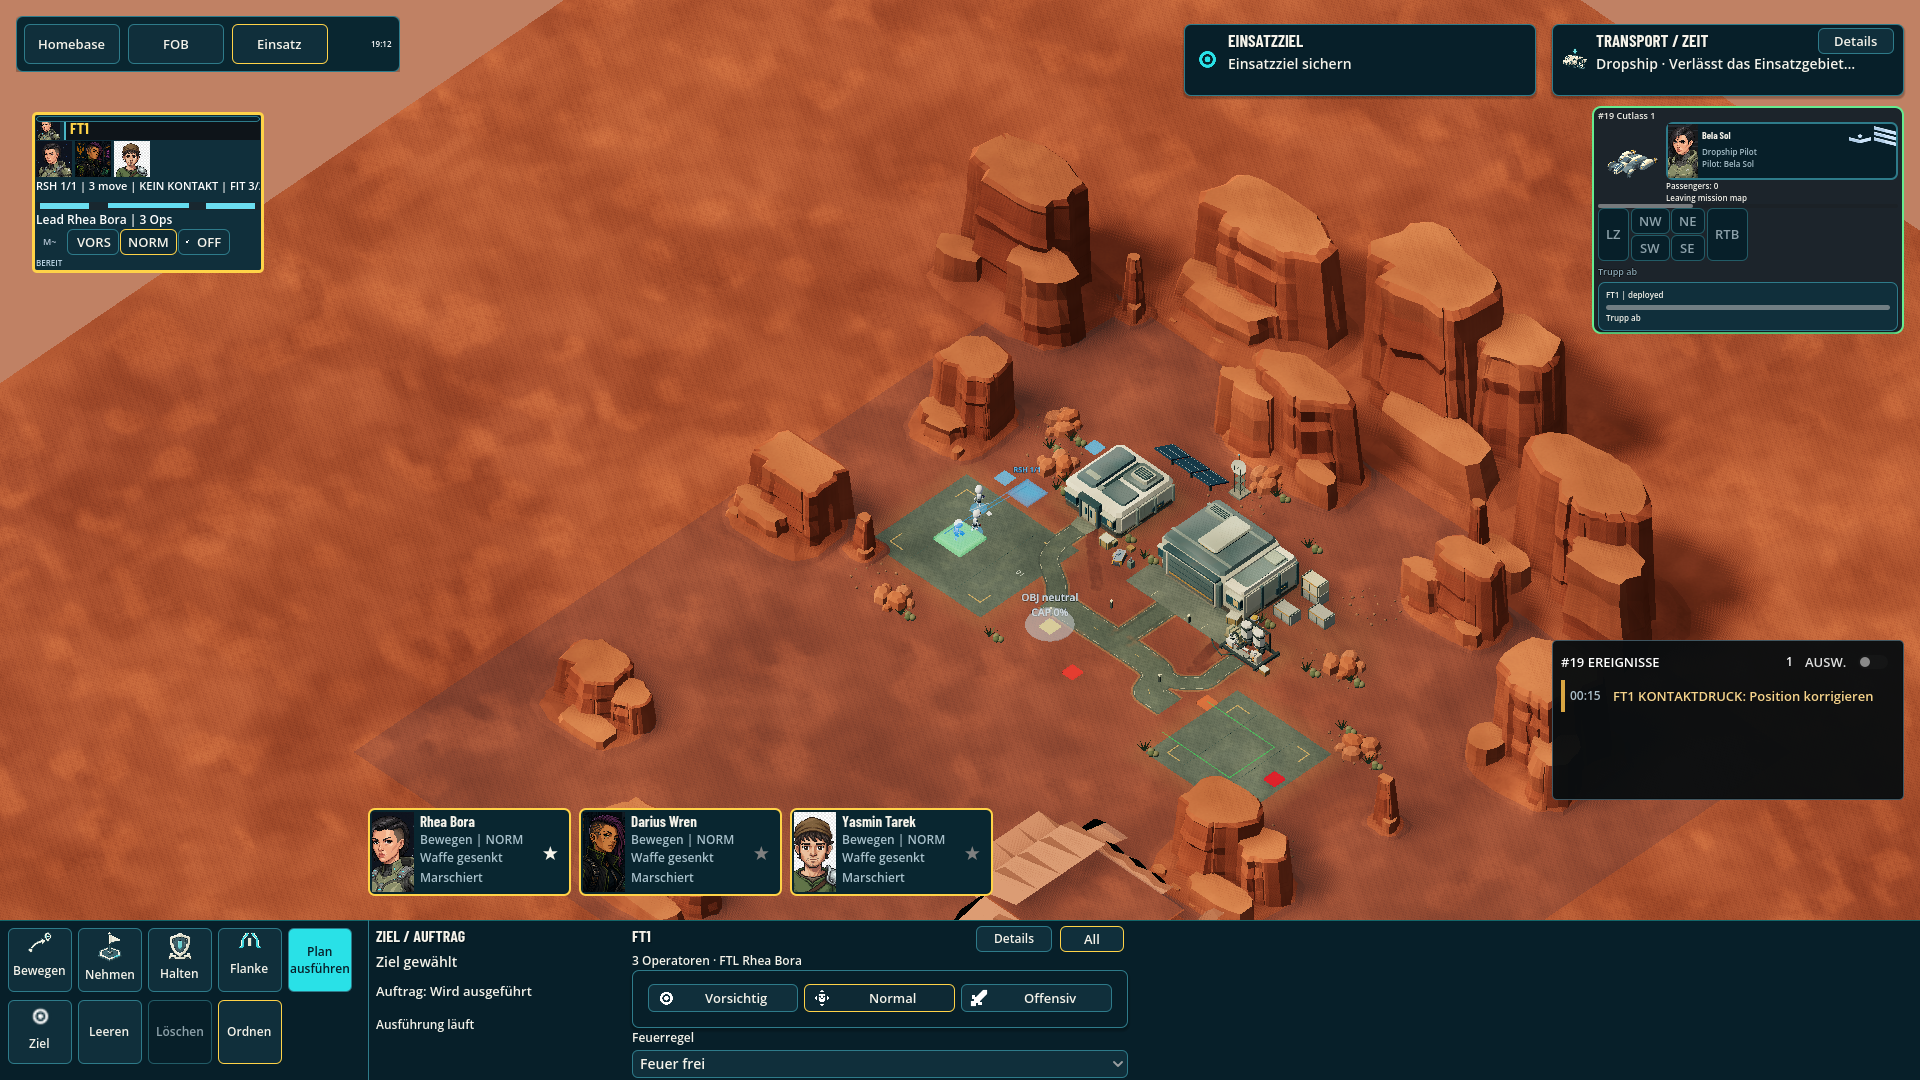 Homebase
FOB
Einsatz
19:12
EINSATZZIEL
Einsatzziel sichern
TRANSPORT / ZEIT
Details
Dropship · Verlässt das Einsatzgebiet...
FT1
RSH 1/1 | 3 move | KEIN KONTAKT | FIT 3/
Lead Rhea Bora | 3 Ops
M~
VORS
NORM
OFF
BEREIT
#19 Cutlass 1
Bela Sol
Dropship Pilot
Pilot: Bela Sol
Passengers: 0
Leaving mission map
LZ
NW
NE
SW
SE
RTB
Trupp ab
FT1 | deployed
Trupp ab
RSH 1/1
OBJ neutral
CAP 0%
#19 EREIGNISSE
1
AUSW.
00:15
FT1 KONTAKTDRUCK: Position korrigieren
Rhea Bora
Bewegen | NORM
Waffe gesenkt
Marschiert
Darius Wren
Bewegen | NORM
Waffe gesenkt
Marschiert
Yasmin Tarek
Bewegen | NORM
Waffe gesenkt
Marschiert
Bewegen
Nehmen
Halten
Flanke
Plan
ausführen
Ziel
Leeren
Löschen
Ordnen
ZIEL / AUFTRAG
Ziel gewählt
Auftrag: Wird ausgeführt
Ausführung läuft
FT1
Details
All
3 Operatoren · FTL Rhea Bora
Vorsichtig
Normal
Offensiv
Feuerregel
Feuer frei